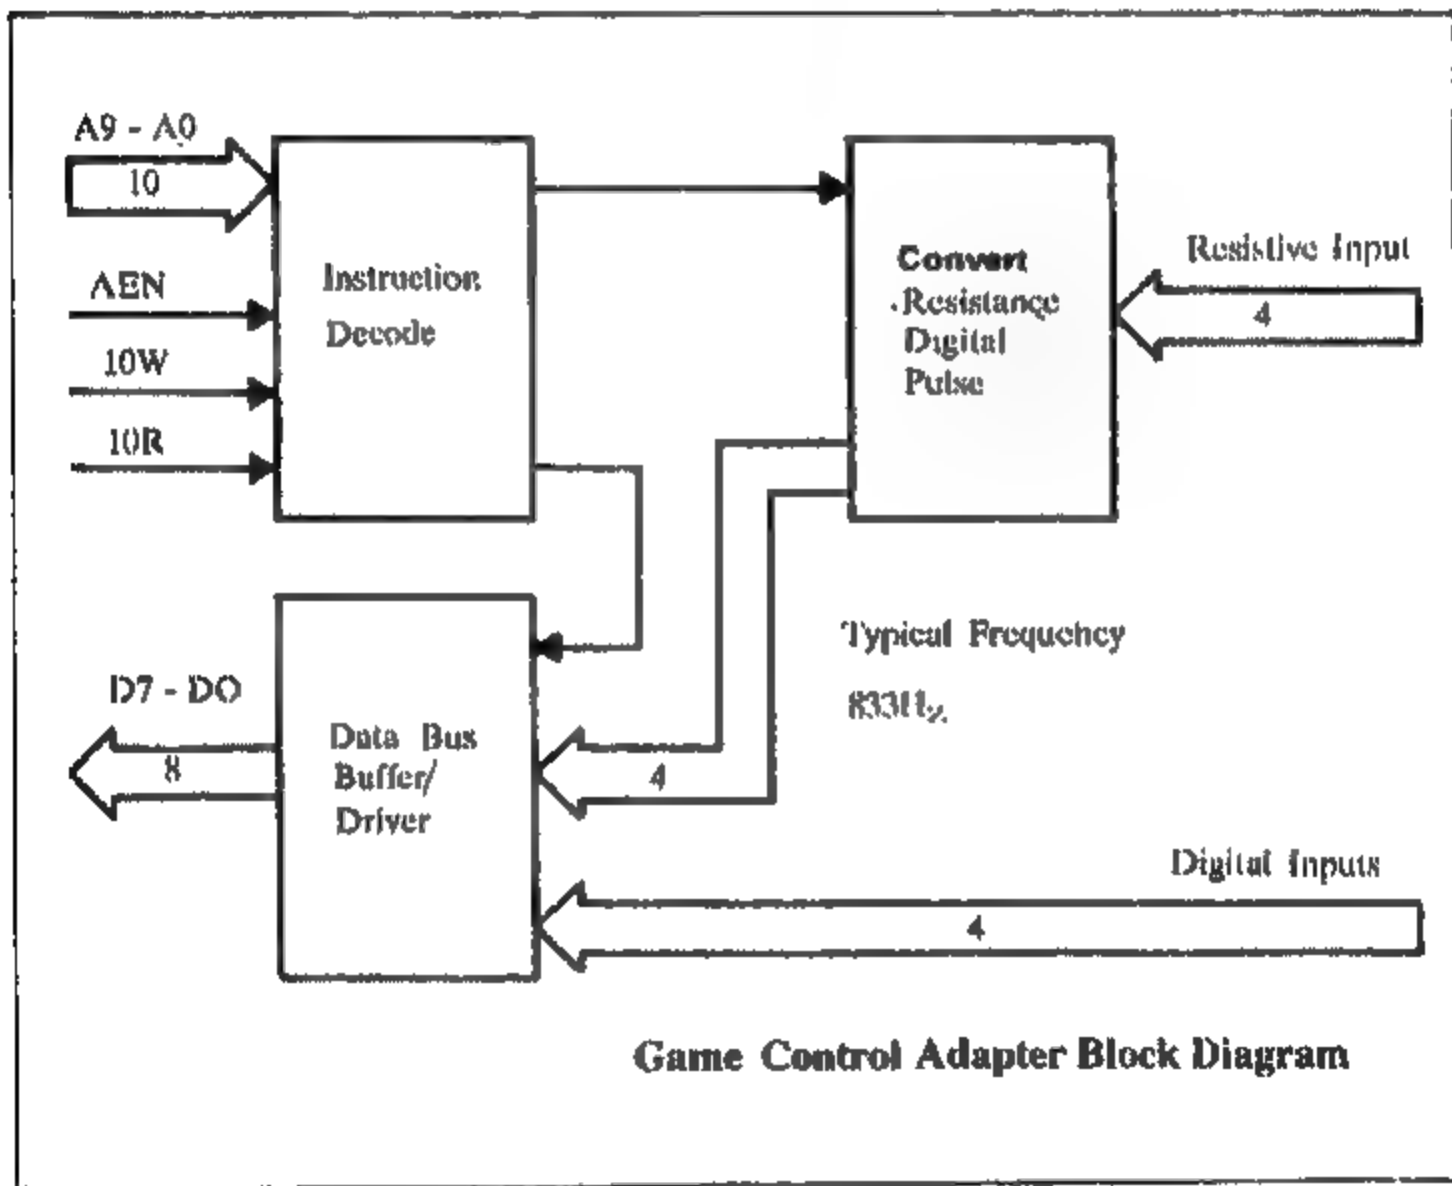 A9 - A0
10
AEN
10W
10R
Instruction
Decode
Convert
Resistance
Digital
Pulse
Resistive Input
4
Typical Frequency
833Hz
D7 - DO
8
Data Bus
Buffer/
Driver
4
Digital Inputs
4
Game Control Adapter Block Diagram